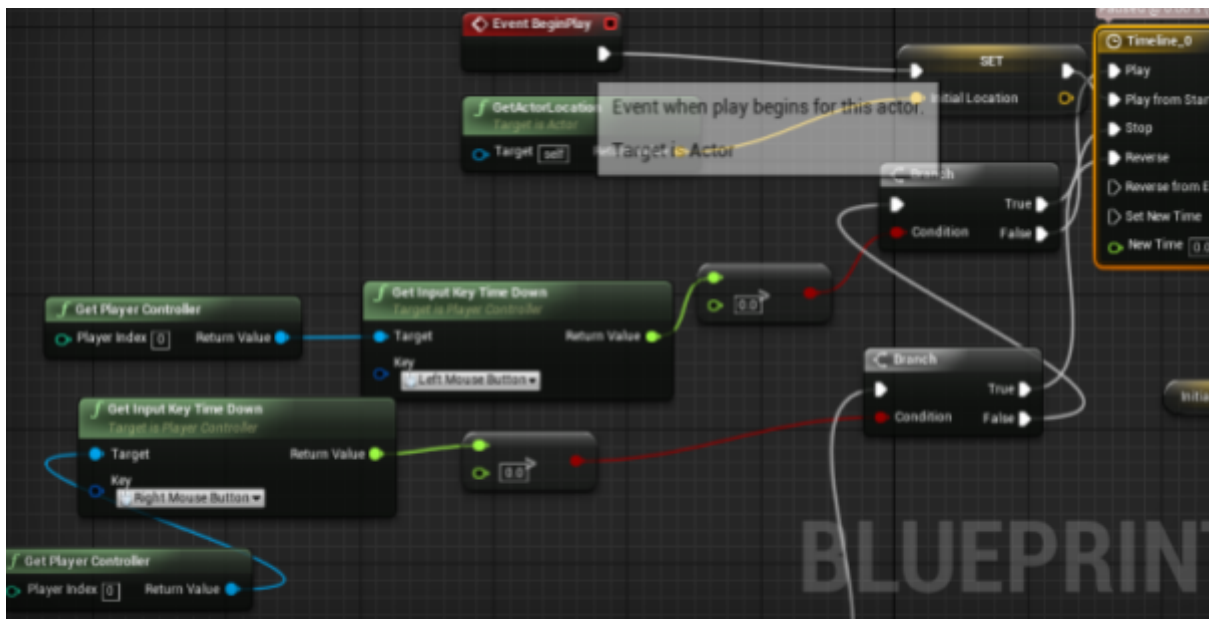 Event BeginPlay
SET
Initial Location
GetActorLocation
Target is Actor
Target self
Event when play begins for this actor.
Target is Actor
Timeline_0
Play
Play from Star
Stop
Reverse
Reverse from E
Set New Time
New Time 0.0
Branch
True
Condition False
Get Player Controller
Player Index 0 Return Value
Get Input Key Time Down
Target is Player Controller
Target Return Value
Key
Left Mouse Button
>
0.0
Branch
True
Condition False
Initia
Get Input Key Time Down
Target is Player Controller
Target Return Value
Key
Right Mouse Button
>
0.0
Get Player Controller
Player Index 0 Return Value
BLUEPRINT